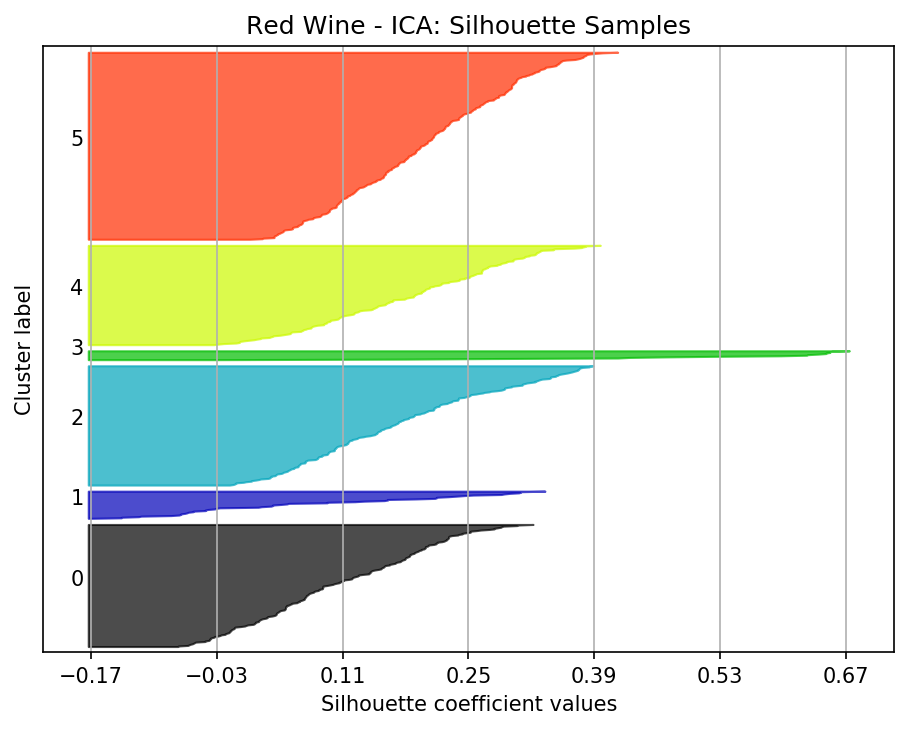 Red Wine - ICA: Silhouette Samples
5
4
3
2
1
0
Cluster label
−0.17 −0.03 0.11 0.25 0.39 0.53 0.67
Silhouette coefficient values